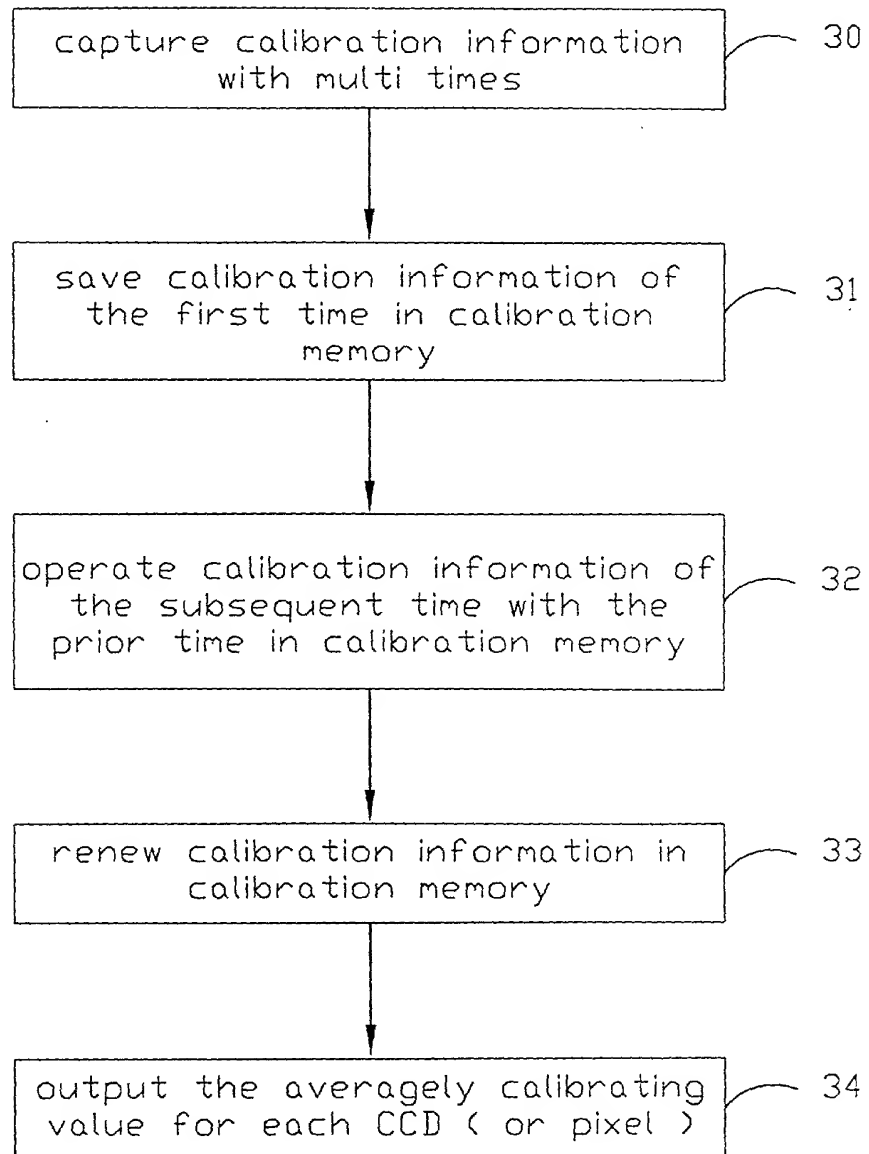 capture calibration information
with multi times
30
save calibration information of
the first time in calibration
memory
31
operate calibration information of
the subsequent time with the
prior time in calibration memory
32
renew calibration information in
calibration memory
33
output the averagely calibrating
value for each CCD ( or pixel )
34